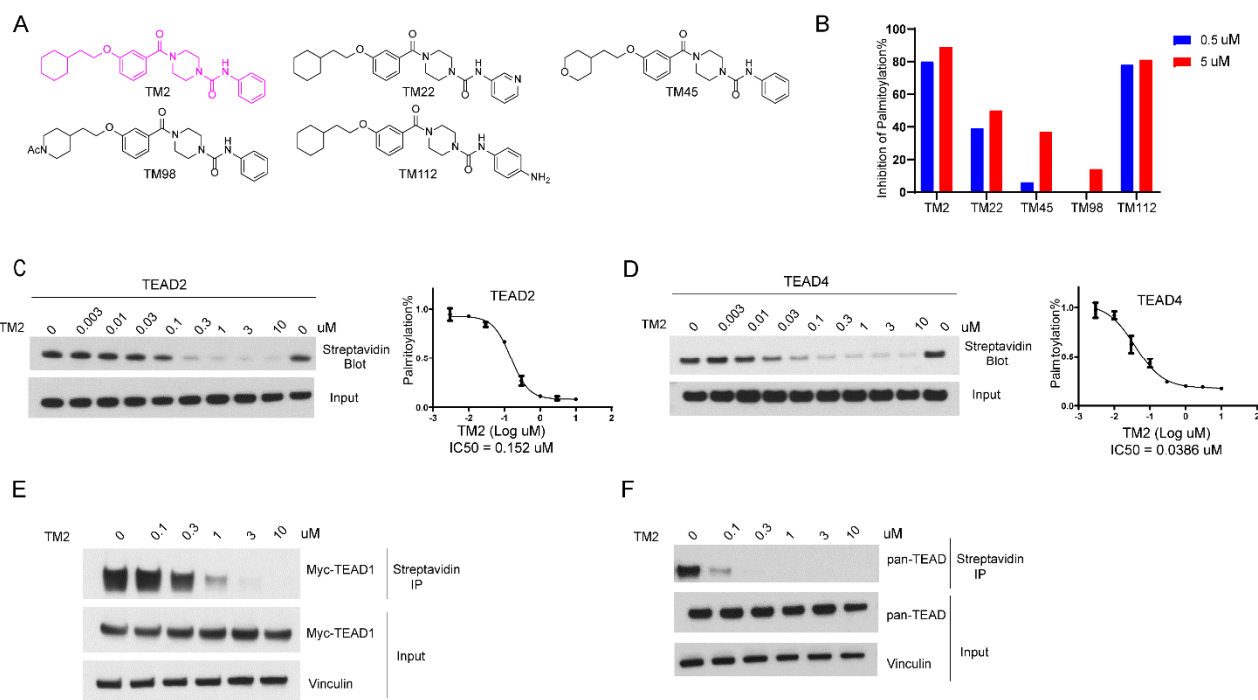 A
O
O
N
N
H
N
O
TM2
O
O
N
N
H
N
N
O
TM22
O
O
O
N
N
H
N
O
TM45
AcN
O
O
N
N
H
N
O
TM98
O
O
N
N
H
N
O
NH2
TM112
B
Inhibition of Palmitoylation%
100
80
60
40
20
0
TM2 TM22 TM45 TM98 TM112
0.5 uM
5 uM
C
TEAD2
TM2 0 0.003 0.01 0.03 0.1 0.3 1 3 10 0 uM
Streptavidin
Blot
Input
TEAD2
Palmitoylation%
1.0
0.5
0.0
-3 -2 -1 0 1 2
TM2 (Log uM)
IC50 = 0.152 uM
D
TEAD4
TM2 0 0.003 0.01 0.03 0.1 0.3 1 3 10 0 uM
Streptavidin
Blot
Input
TEAD4
Palmitoylation%
1.0
0.5
0.0
-3 -2 -1 0 1 2
TM2 (Log uM)
IC50 = 0.0386 uM
E
TM2 0 0.1 0.3 1 3 10 uM
Myc-TEAD1
Streptavidin
IP
Myc-TEAD1
Input
Vinculin
F
TM2 0 0.1 0.3 1 3 10 uM
pan-TEAD
Streptavidin
IP
pan-TEAD
Input
Vinculin